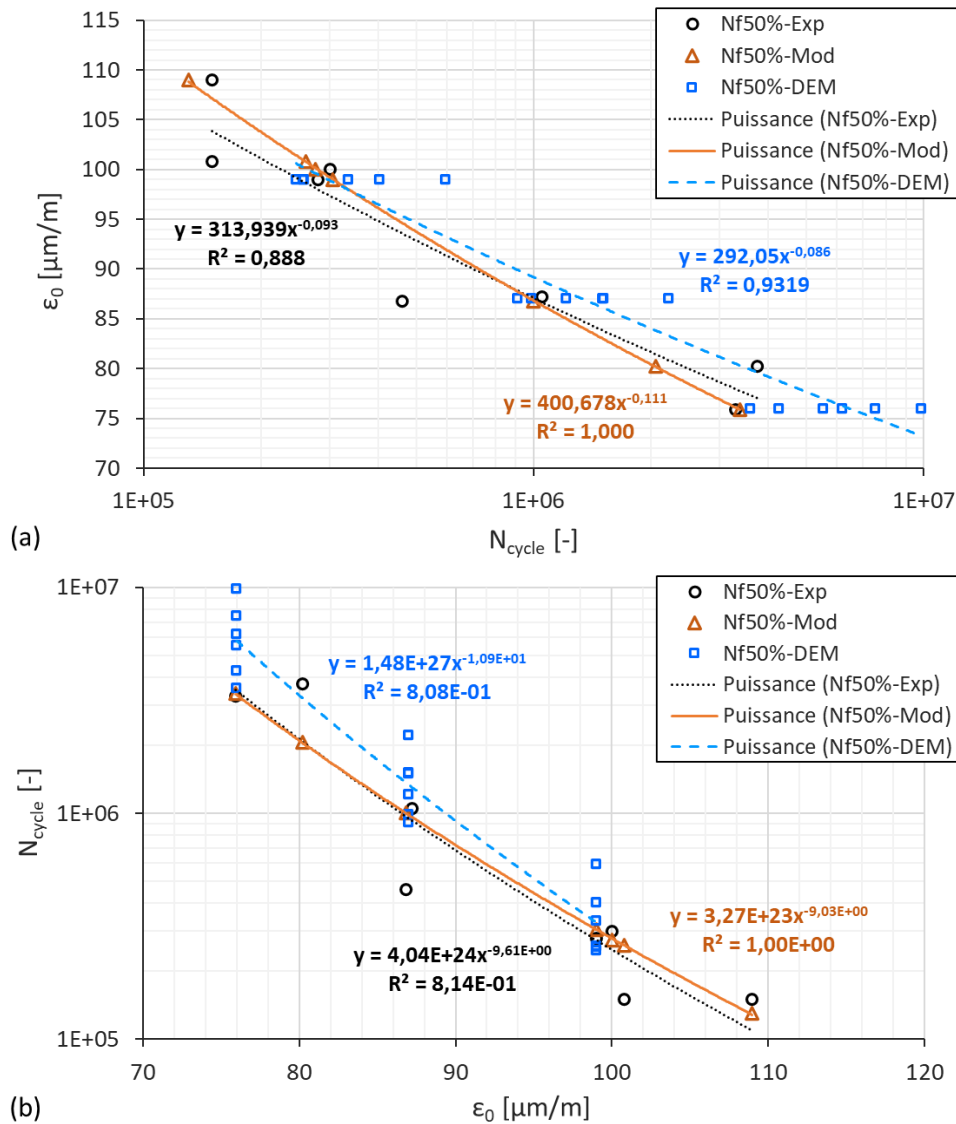 115
110
105
100
95
90
85
80
75
70
ε₀ [µm/m]
1E+05
1E+06
1E+07
N_cycle [-]
(a)
Nf50%-Exp
Nf50%-Mod
Nf50%-DEM
Puissance (Nf50%-Exp)
Puissance (Nf50%-Mod)
Puissance (Nf50%-DEM)
y = 313,939x^-0,093
R² = 0,888
y = 292,05x^-0,086
R² = 0,9319
y = 400,678x^-0,111
R² = 1,000
1E+07
1E+06
1E+05
N_cycle [-]
70
80
90
100
110
120
ε₀ [µm/m]
(b)
Nf50%-Exp
Nf50%-Mod
Nf50%-DEM
Puissance (Nf50%-Exp)
Puissance (Nf50%-Mod)
Puissance (Nf50%-DEM)
y = 1,48E+27x^-1,09E+01
R² = 8,08E-01
y = 3,27E+23x^-9,03E+00
R² = 1,00E+00
y = 4,04E+24x^-9,61E+00
R² = 8,14E-01